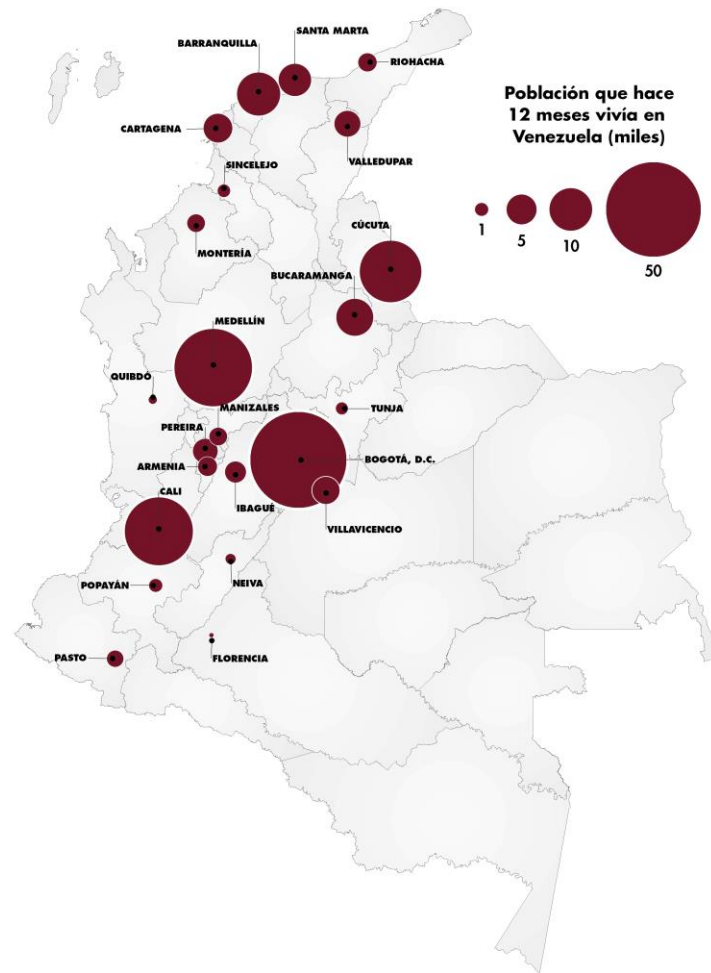 SANTA MARTA
BARRANQUILLA
RIOHACHA
Población que hace
12 meses vivía en
Venezuela (miles)
CARTAGENA
VALLEDUPAR
SINCELEJO
1
5
10
50
MONTERÍA
CÚCUTA
BUCARAMANGA
MEDELLÍN
QUIBDÓ
MANIZALES
TUNJA
PEREIRA
BOGOTÁ, D.C.
ARMENIA
CALI
IBAGUÉ
VILLAVICENCIO
POPAYÁN
NEIVA
PASTO
FLORENCIA